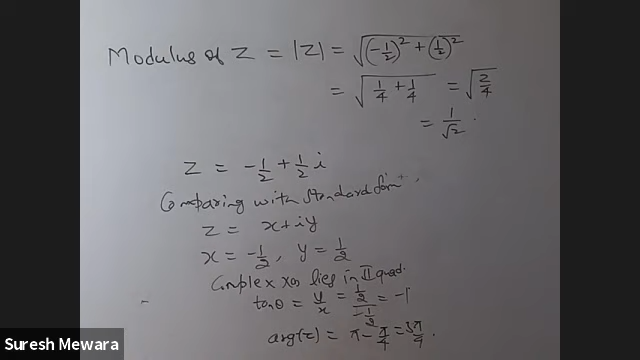 Modulus of Z = |Z| = √((-1/2)² + (1/2)²)
= √(1/4 + 1/4) = √(2/4)
= 1/√2 .
Z = -1/2 + 1/2 i
Comparing with standard form
Z = x+iy
x = -1/2 , y = 1/2
Complex no. lies in II quad.
tanθ = y/x = (1/2)/(-1/2) = -1
arg(z) = π - π/4 = 3π/4 .
Suresh Mewara